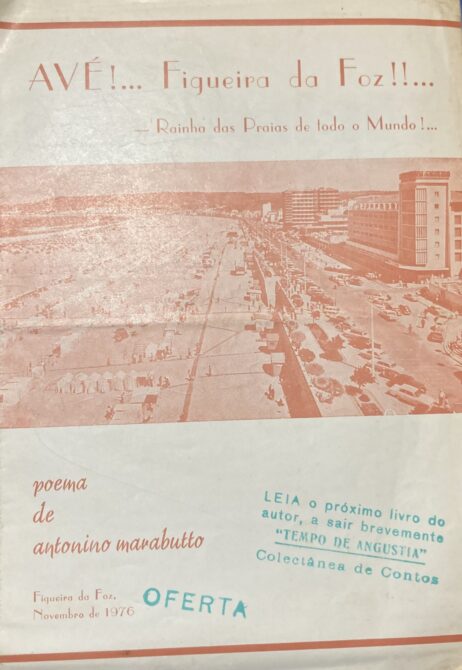 AVÉ!... Figueira da Foz!!...
— Rainha das Praias de todo o Mundo!...
poema
de
antonino marabutto
LEIA o próximo livro do
autor, a sair brevemente
"TEMPO DE ANGUSTIA"
Colectânea de Contos
Figueira da Foz,
Novembro de 1976
OFERTA